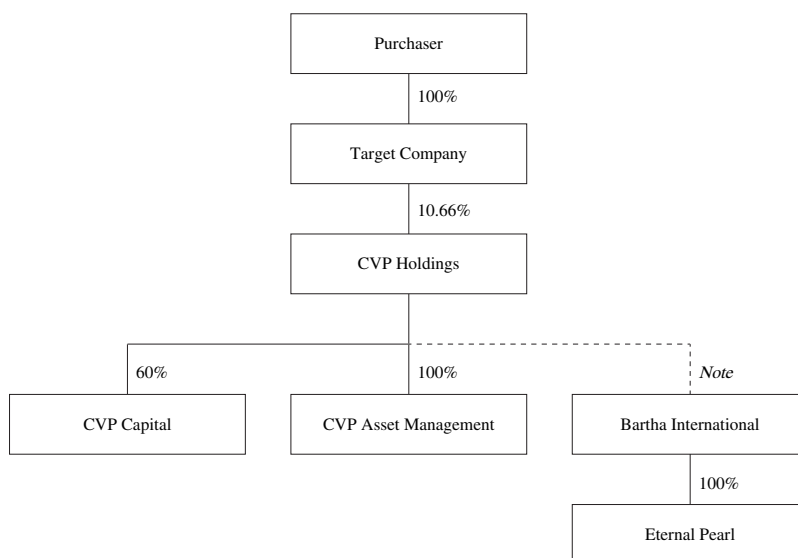 Purchaser
100%
Target Company
10.66%
CVP Holdings
60%
100%
Note
CVP Capital
CVP Asset Management
Bartha International
100%
Eternal Pearl